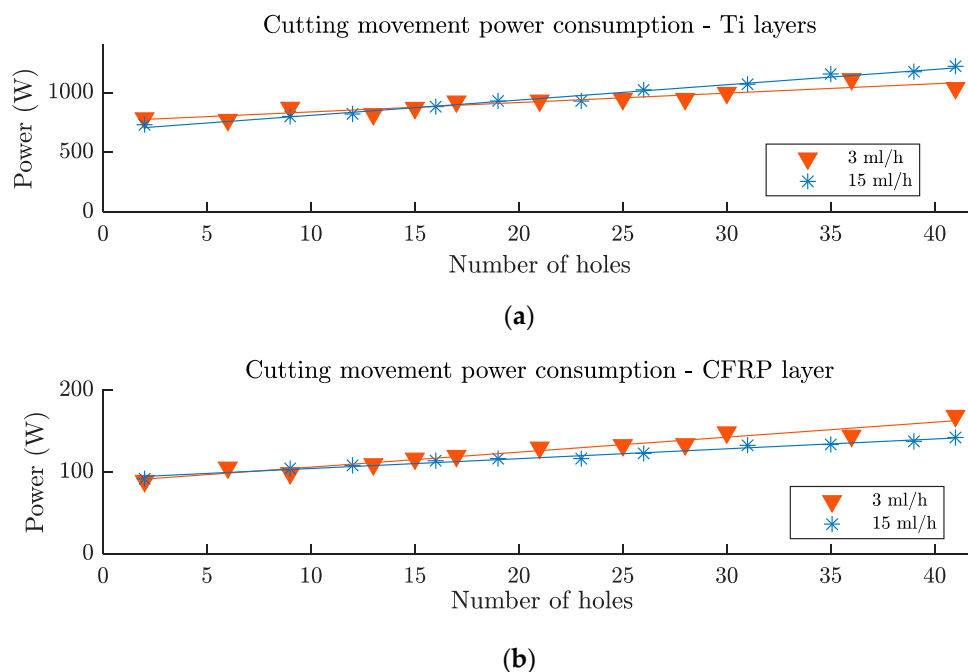 Cutting movement power consumption - Ti layers
Power (W)
1000
500
0
3 ml/h
15 ml/h
0 5 10 15 20 25 30 35 40
Number of holes
(a)
Cutting movement power consumption - CFRP layer
Power (W)
200
100
0
3 ml/h
15 ml/h
0 5 10 15 20 25 30 35 40
Number of holes
(b)